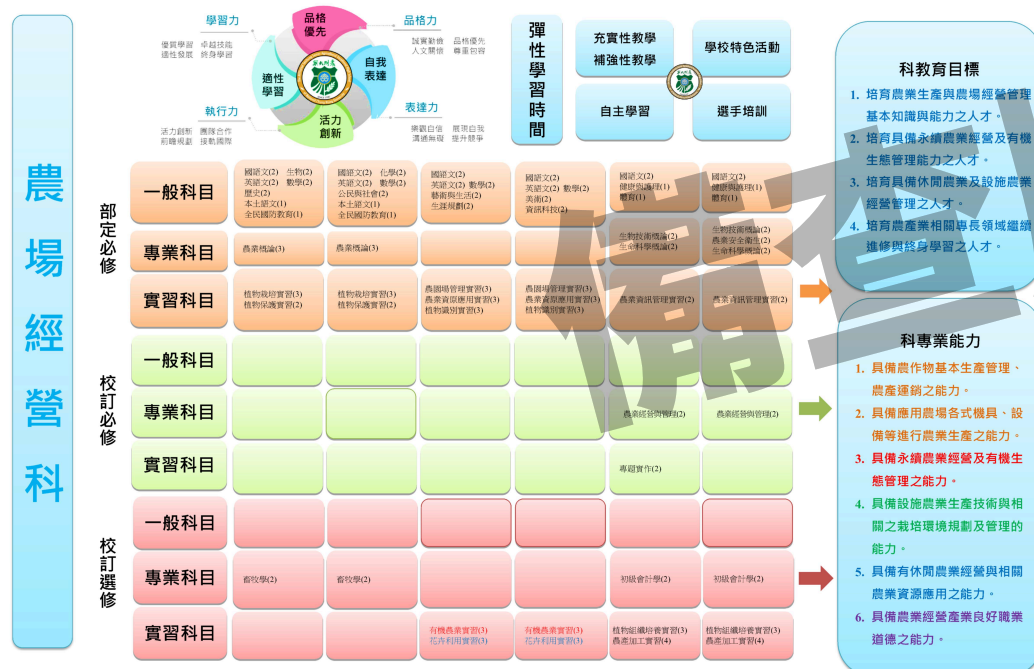 農場經營科
學習力
優質學習 卓越技能
適性發展 終身學習
品格優先
品格力
誠實勤儉 品格優先
人文關懷 尊重包容
適性學習
自我表達
活力創新
執行力
活力創新 團隊合作
前瞻規劃 接軌國際
表達力
樂觀自信 展現自我
溝通無礙 提升競爭
彈性學習時間
充實性教學
補強性教學
學校特色活動
自主學習
選手培訓
部定必修
一般科目
國語文(2) 生物(2)
英語文(2) 數學(2)
歷史(2)
本土語文(1)
全民國防教育(1)
國語文(2) 化學(2)
英語文(2) 數學(2)
公民與社會(2)
本土語文(1)
全民國防教育(1)
國語文(2)
英語文(2) 數學(2)
藝術與生活(2)
生涯規劃(2)
國語文(2)
英語文(2) 數學(2)
美術(2)
資訊科技(2)
國語文(2)
健康與護理(1)
體育(1)
國語文(2)
健康與護理(1)
體育(1)
專業科目
農業概論(3)
農業概論(3)
生物技術概論(2)
生命科學概論(2)
生物技術概論(2)
農業安全衛生(2)
生命科學概論(2)
實習科目
植物栽培實習(3)
植物保護實習(2)
植物栽培實習(3)
植物保護實習(2)
農園場管理實習(3)
農業資源應用實習(3)
植物識別實習(3)
農園場管理實習(3)
農業資源應用實習(3)
植物識別實習(3)
農業資訊管理實習(2)
農業資訊管理實習(2)
校訂必修
一般科目
專業科目
農業經營與管理(2)
農業經營與管理(2)
實習科目
專題實作(2)
校訂選修
一般科目
專業科目
畜牧學(2)
畜牧學(2)
初級會計學(2)
初級會計學(2)
實習科目
有機農業實習(3)
花卉利用實習(3)
有機農業實習(3)
花卉利用實習(3)
植物組織培養實習(3)
農產加工實習(4)
植物組織培養實習(3)
農產加工實習(4)
科教育目標
1. 培育農業生產與農場經營管理
基本知識與能力之人才。
2. 培育具備永續農業經營及有機
生態管理能力之人才。
3. 培育具備休閒農業及設施農業
經營管理之人才。
4. 培育農產業相關專長領域繼續
進修與終身學習之人才。
科專業能力
1. 具備農作物基本生產管理、
農產運銷之能力。
2. 具備應用農場各式機具、設
備等進行農業生產之能力。
3. 具備永續農業經營及有機生
態管理之能力。
4. 具備設施農業生產技術與相
關之栽培環境規劃及管理的
能力。
5. 具備有休閒農業經營與相關
農業資源應用之能力。
6. 具備農業經營產業良好職業
道德之能力。
備查